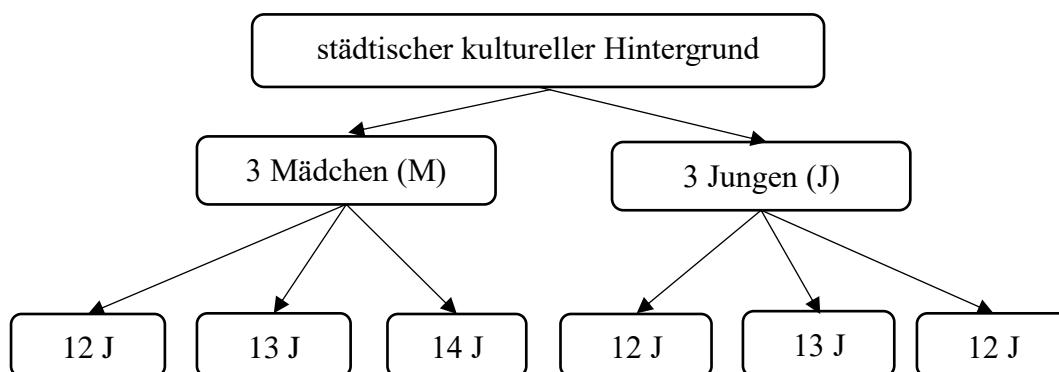 städtischer kultureller Hintergrund
3 Mädchen (M)
3 Jungen (J)
12 J
13 J
14 J
12 J
13 J
12 J